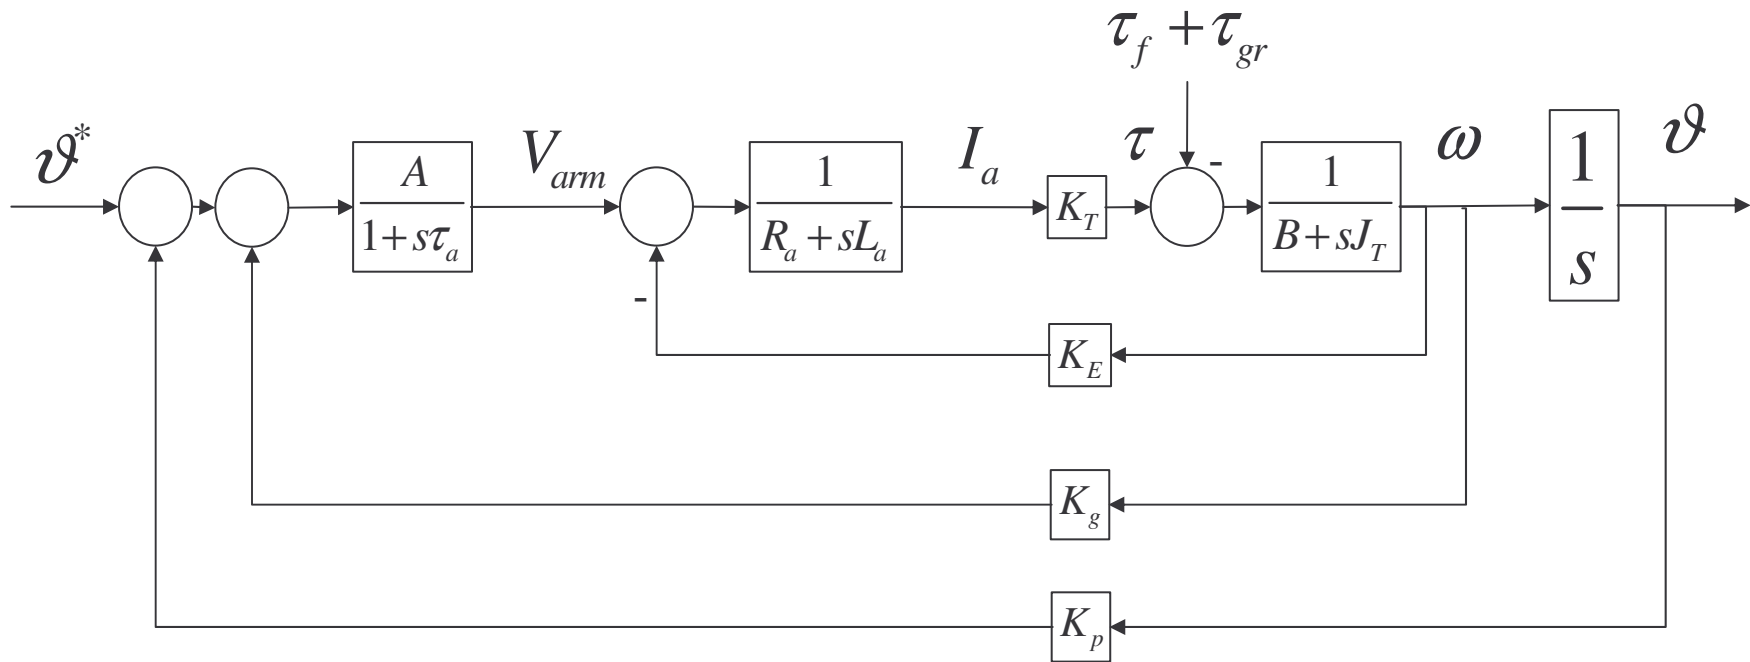 τ_f + τ_gr
ϑ*
A / (1 + sτ_a)
V_arm
1 / (R_a + sL_a)
I_a
K_T
τ
-
1 / (B + sJ_T)
ω
1 / s
ϑ
-
K_E
K_g
K_p